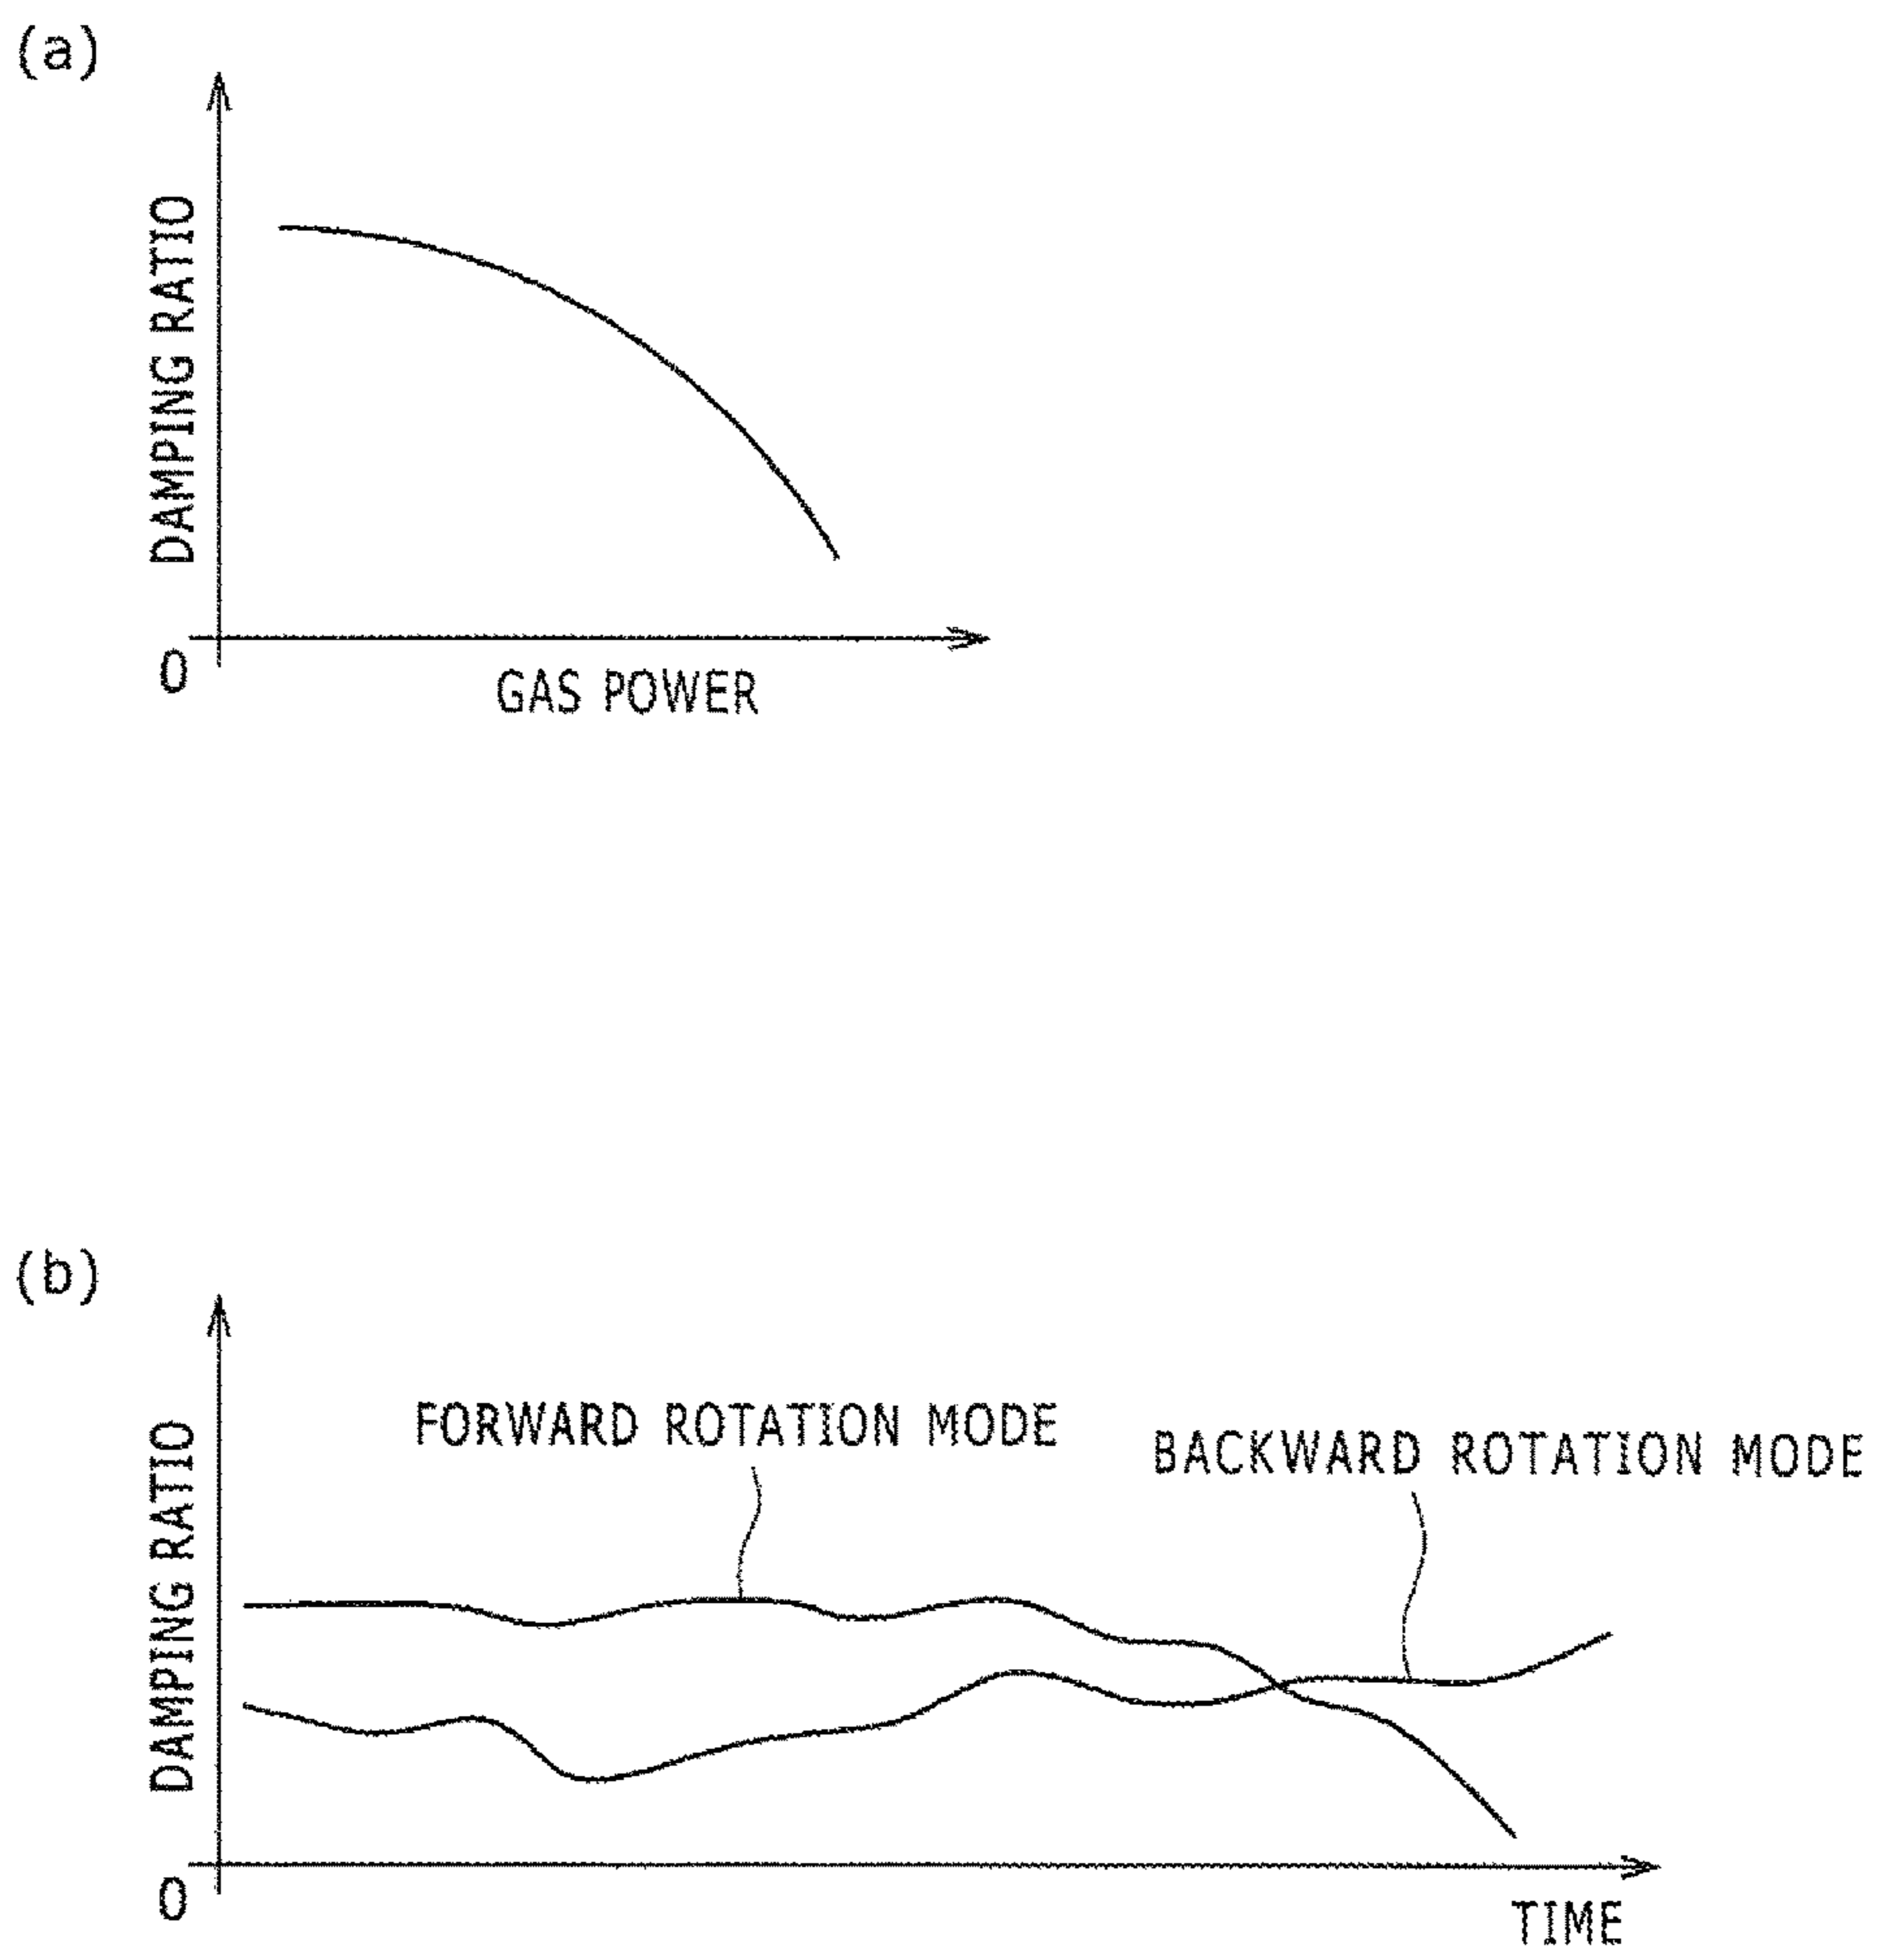 (a)
DAMPING RATIO
0
GAS POWER
(b)
FORWARD ROTATION MODE
BACKWARD ROTATION MODE
DAMPING RATIO
0
TIME